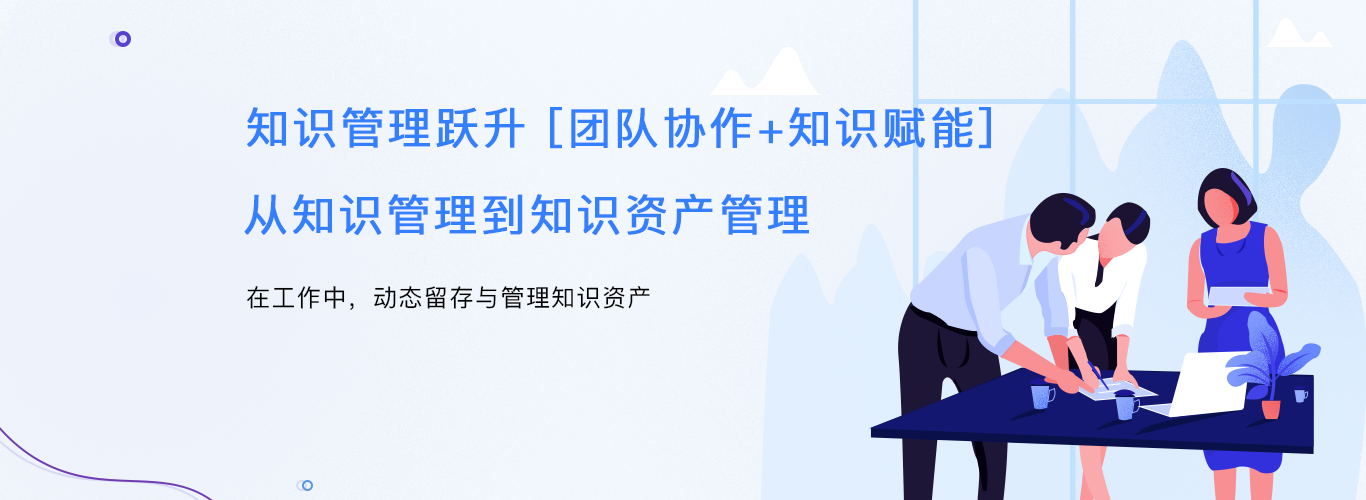 知识管理跃升 [团队协作+知识赋能]
从知识管理到知识资产管理
在工作中，动态留存与管理知识资产